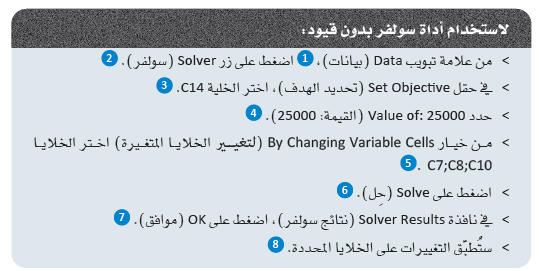 لاستخدام أداة سولفر بدون قيود:
> من علامة تبويب Data (بيانات)، 1 اضغط على زر Solver (سولفر). 2
> في حقل Set Objective (تحديد الهدف)، اختر الخلية C14. 3
> حدد Value of: 25000 (القيمة: 25000). 4
> من خيار By Changing Variable Cells (لتغيير الخلايا المتغيرة) اختر الخلايا
C7;C8;C10 . 5
> اضغط على Solve (حِل). 6
> في نافذة Solver Results (نتائج سولفر)، اضغط على OK (موافق). 7
> ستُطبّق التغييرات على الخلايا المحددة. 8